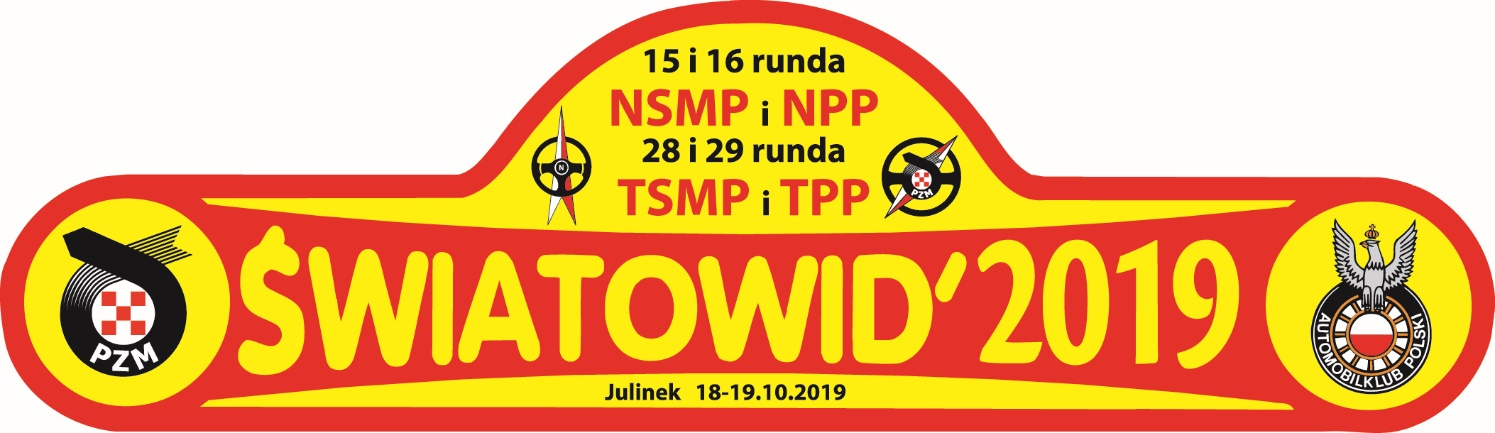 15 i 16 runda
NSMP i NPP
28 i 29 runda
TSMP i TPP
N
PZM
PZM
ŚWIATOWID'2019
AUTOMOBILKLUB POLSKI
Julinek 18-19.10.2019